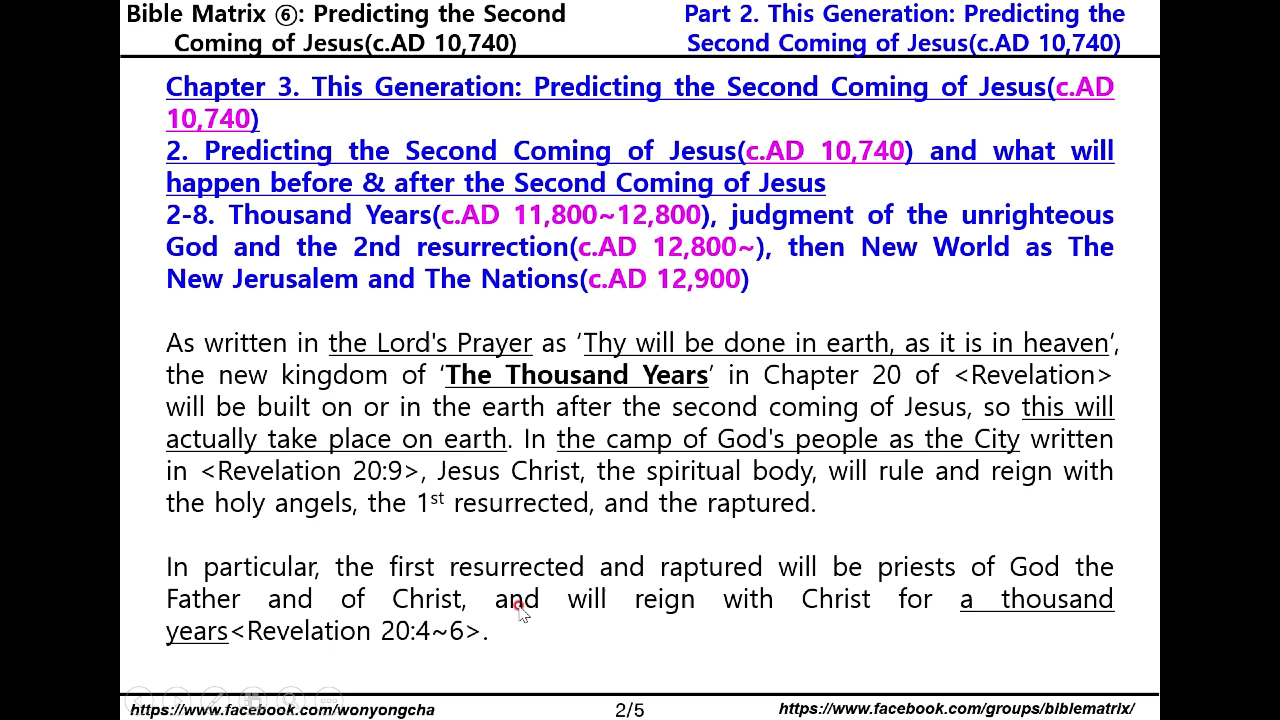 Bible Matrix ⑥: Predicting the Second
Coming of Jesus(c.AD 10,740)
Part 2. This Generation: Predicting the
Second Coming of Jesus(c.AD 10,740)
Chapter 3. This Generation: Predicting the Second Coming of Jesus(c.AD
10,740)
2. Predicting the Second Coming of Jesus(c.AD 10,740) and what will
happen before & after the Second Coming of Jesus
2-8. Thousand Years(c.AD 11,800~12,800), judgment of the unrighteous
God and the 2nd resurrection(c.AD 12,800~), then New World as The
New Jerusalem and The Nations(c.AD 12,900)
As written in the Lord's Prayer as ‘Thy will be done in earth, as it is in heaven’,
the new kingdom of ‘The Thousand Years’ in Chapter 20 of <Revelation>
will be built on or in the earth after the second coming of Jesus, so this will
actually take place on earth. In the camp of God's people as the City written
in <Revelation 20:9>, Jesus Christ, the spiritual body, will rule and reign with
the holy angels, the 1st resurrected, and the raptured.
In particular, the first resurrected and raptured will be priests of God the
Father and of Christ, and will reign with Christ for a thousand
years<Revelation 20:4~6>.
https://www.facebook.com/wonyongcha
2/5
https://www.facebook.com/groups/biblematrix/